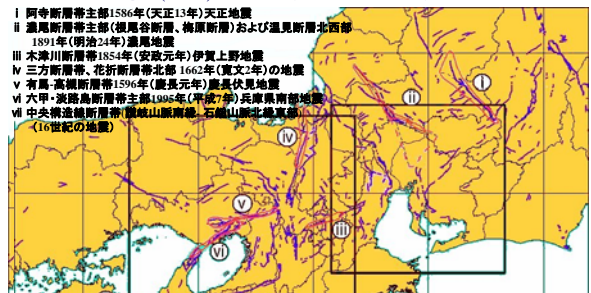 i 阿寺断層帯主部1586年(天正13年)天正地震
ii 濃尾断層帯主部(根尾谷断層、梅原断層)および温見断層北西部
1891年(明治24年)濃尾地震
iii 木津川断層帯1854年(安政元年)伊賀上野地震
iv 三方断層帯、花折断層帯北部 1662年(寛文2年)の地震
v 有馬-高槻断層帯1596年(慶長元年)慶長伏見地震
vi 六甲・淡路島断層帯主部1995年(平成7年)兵庫県南部地震
vii 中央構造線断層帯(讃岐山脈南縁、石鎚山脈北縁東部)
(16世紀の地震)
i
ii
iv
v
iii
vi